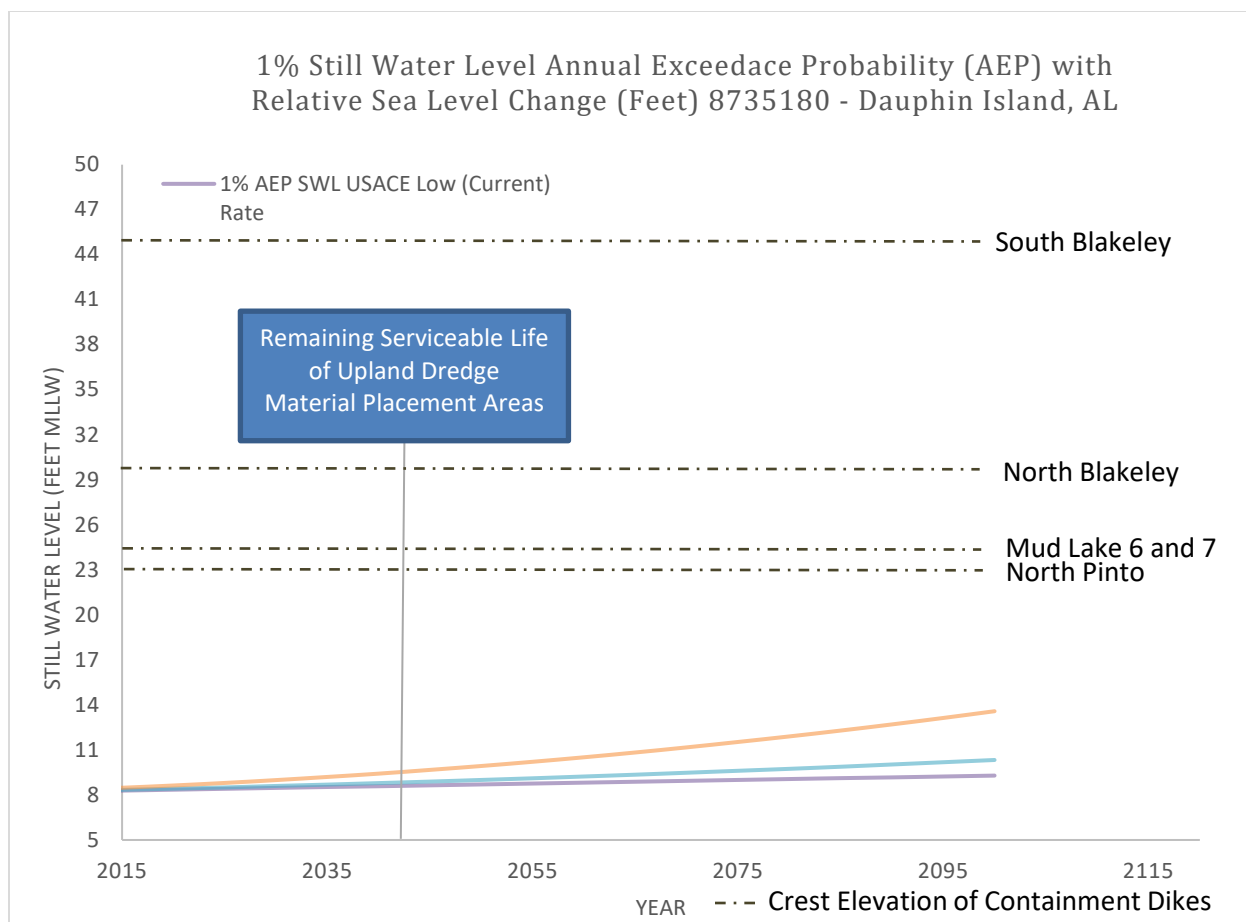 1% Still Water Level Annual Exceedace Probability (AEP) with
Relative Sea Level Change (Feet) 8735180 - Dauphin Island, AL
50
47
44
41
38
35
32
29
26
23
20
17
14
11
8
5
STILL WATER LEVEL (FEET MLLW)
1% AEP SWL USACE Low (Current)
Rate
South Blakeley
Remaining Serviceable Life
of Upland Dredge
Material Placement Areas
North Blakeley
Mud Lake 6 and 7
North Pinto
2015 2035 2055 2075 2095 2115
YEAR
Crest Elevation of Containment Dikes